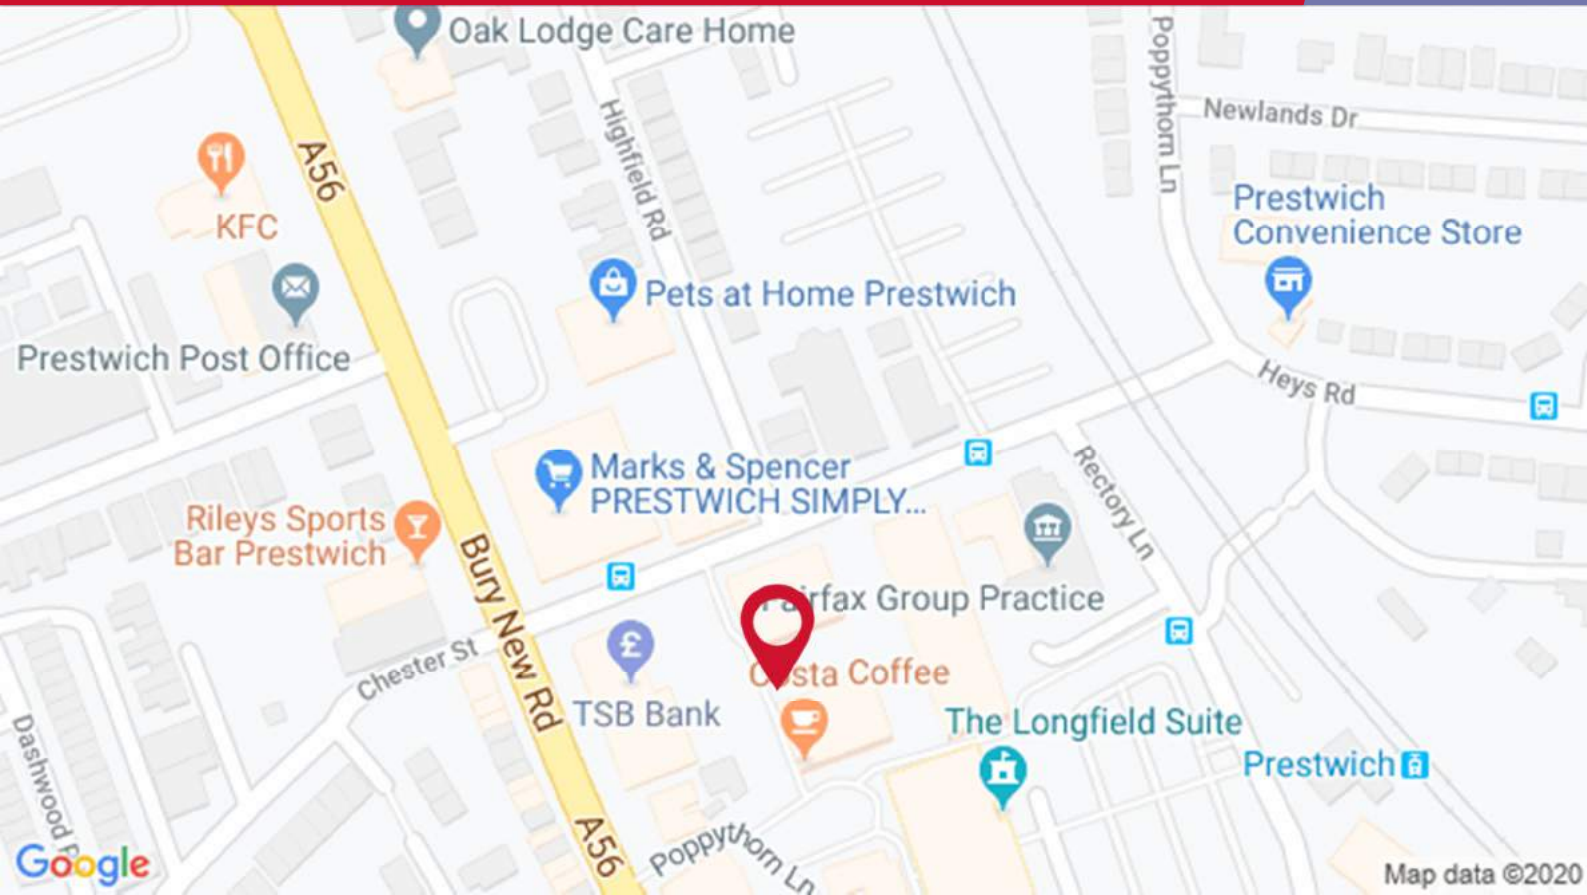 Oak Lodge Care Home
Poppythorn Ln
Newlands Dr
A56
Highfield Rd
KFC
Prestwich
Convenience Store
Pets at Home Prestwich
Prestwich Post Office
Heys Rd
Marks & Spencer
PRESTWICH SIMPLY...
Rectory Ln
Rileys Sports
Bar Prestwich
Bury New Rd
Fairfax Group Practice
Chester St
Costa Coffee
TSB Bank
The Longfield Suite
Dashwood
Prestwich
A56
Poppythorn Ln
Google
Map data ©2020